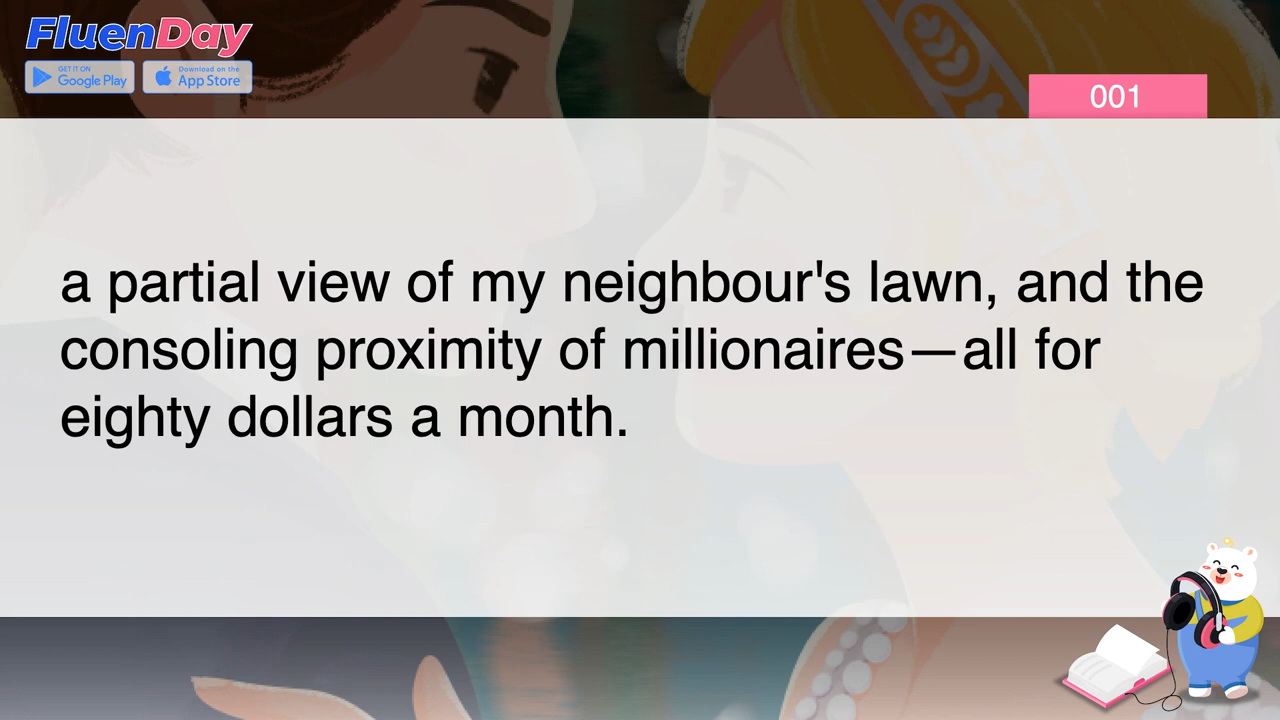 FluenDay
GET IT ON
Google Play
Download on the
App Store
001
a partial view of my neighbour's lawn, and the
consoling proximity of millionaires—all for
eighty dollars a month.